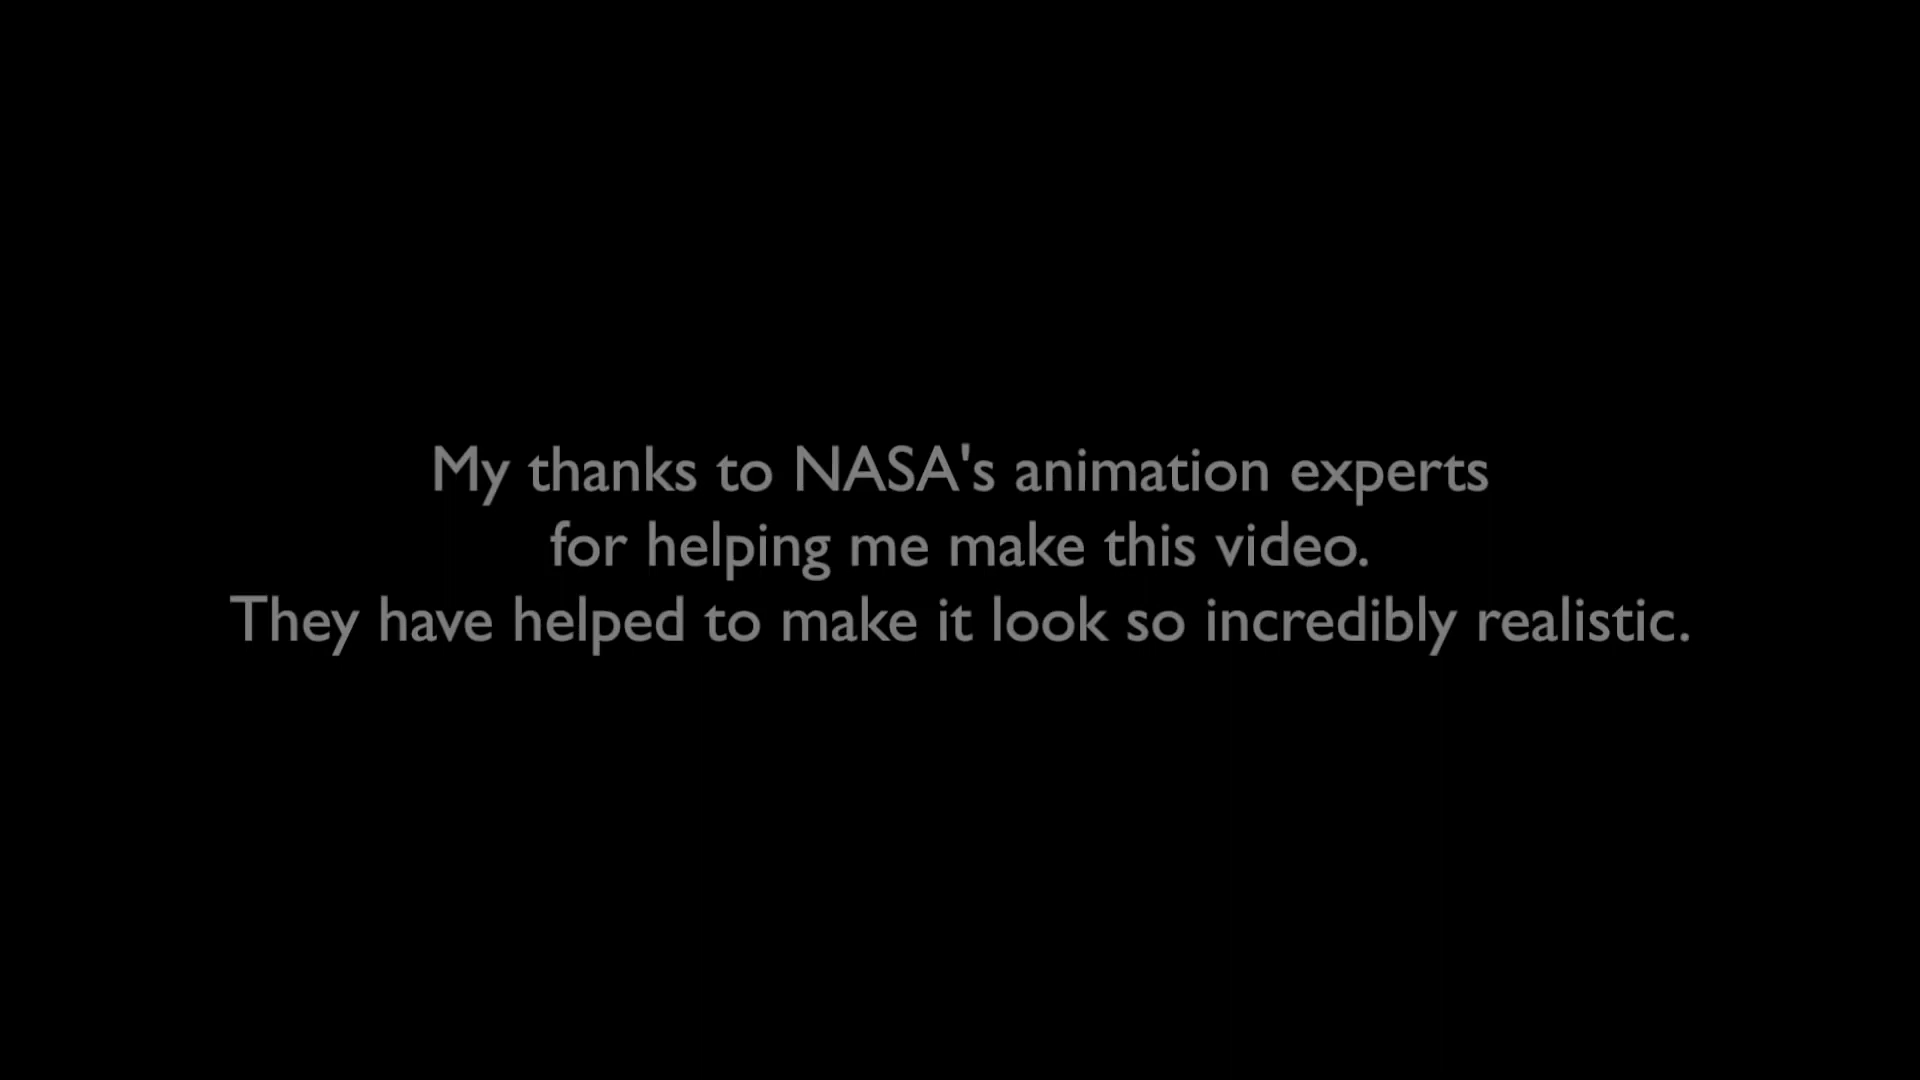 My thanks to NASA's animation experts
for helping me make this video.
They have helped to make it look so incredibly realistic.